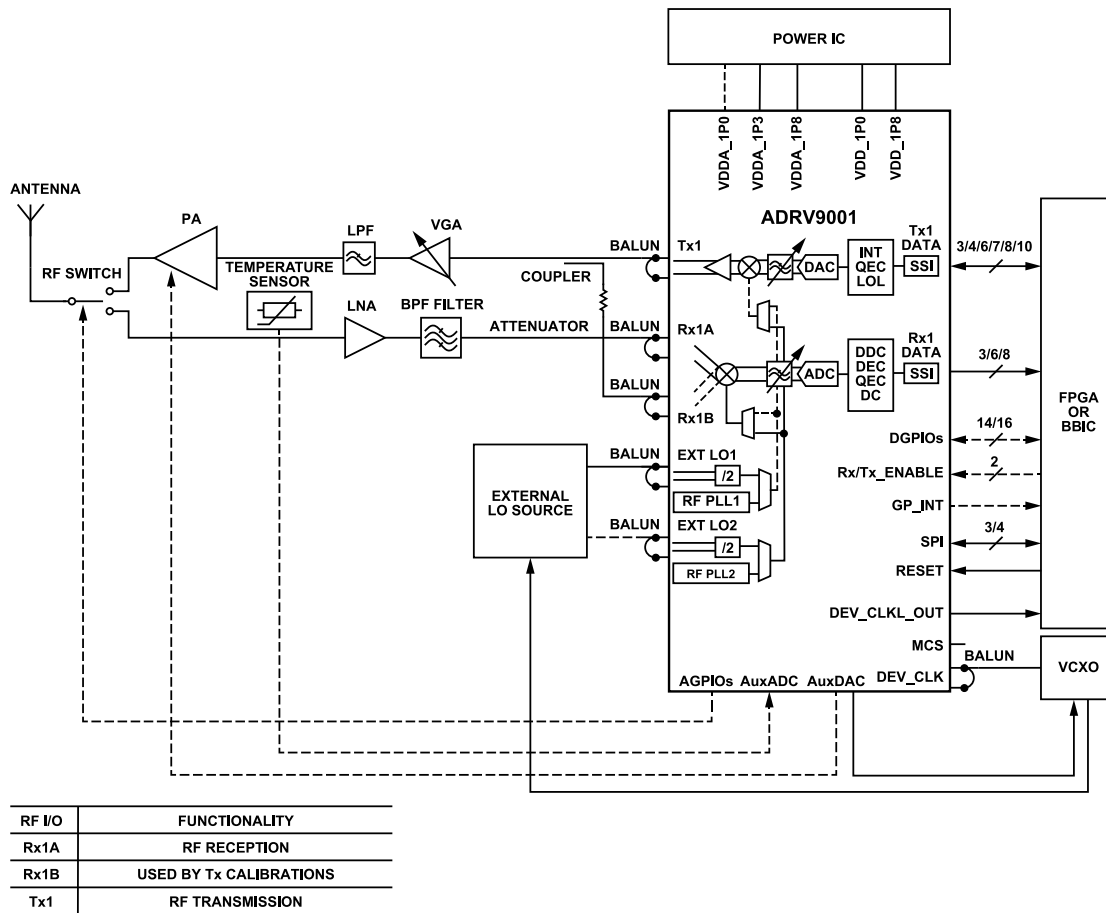 POWER IC
VDDA_1P0
VDDA_1P3
VDDA_1P8
VDD_1P0
VDD_1P8
ADRV9001
ANTENNA
PA
LPF
VGA
BALUN
Tx1
DAC
INT
QEC
LOL
Tx1
DATA
SSI
3/4/6/7/8/10
RF SWITCH
TEMPERATURE
SENSOR
COUPLER
LNA
BPF FILTER
ATTENUATOR
BALUN
Rx1A
ADC
DDC
DEC
QEC
DC
Rx1
DATA
SSI
3/6/8
FPGA
OR
BBIC
BALUN
Rx1B
DGPIOs
14/16
Rx/Tx_ENABLE
2
GP_INT
SPI
3/4
RESET
DEV_CLKL_OUT
MCS
DEV_CLK
BALUN
VCXO
EXTERNAL
LO SOURCE
BALUN
EXT LO1
/2
RF PLL1
BALUN
EXT LO2
/2
RF PLL2
AGPIOs
AuxADC
AuxDAC
RF I/O FUNCTIONALITY
Rx1A RF RECEPTION
Rx1B USED BY Tx CALIBRATIONS
Tx1 RF TRANSMISSION